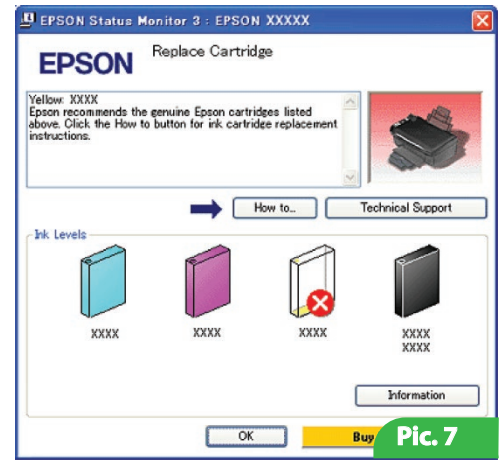 EPSON Status Monitor 3 : EPSON XXXXX
EPSON
Replace Cartridge
Yellow: XXXX
Epson recommends the genuine Epson cartridges listed
above. Click the How to button for ink cartridge replacement
instructions.
How to...
Technical Support
Ink Levels
XXXX
XXXX
XXXX
XXXX
XXXX
Information
OK
Buy
Pic. 7